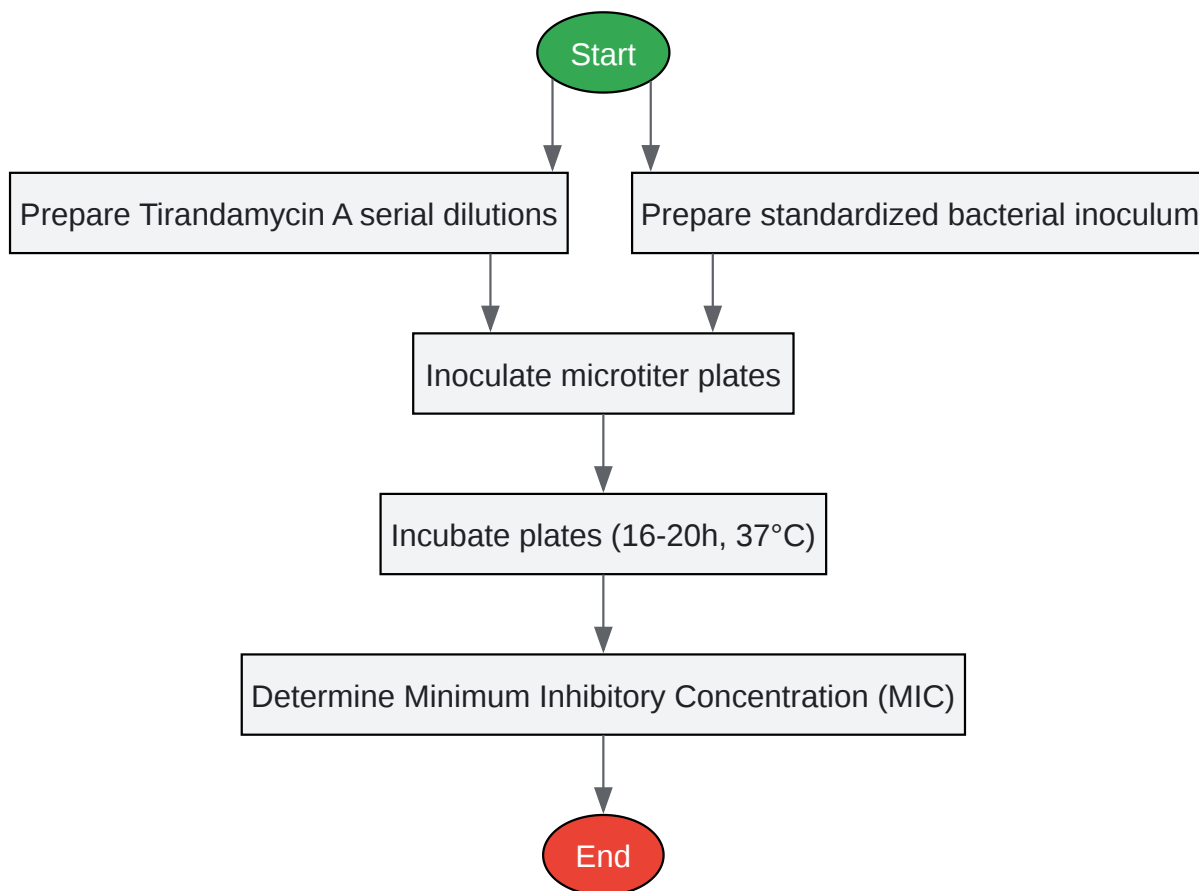 Start
Prepare Tirandamycin A serial dilutions
Prepare standardized bacterial inoculum
Inoculate microtiter plates
Incubate plates (16-20h, 37°C)
Determine Minimum Inhibitory Concentration (MIC)
End